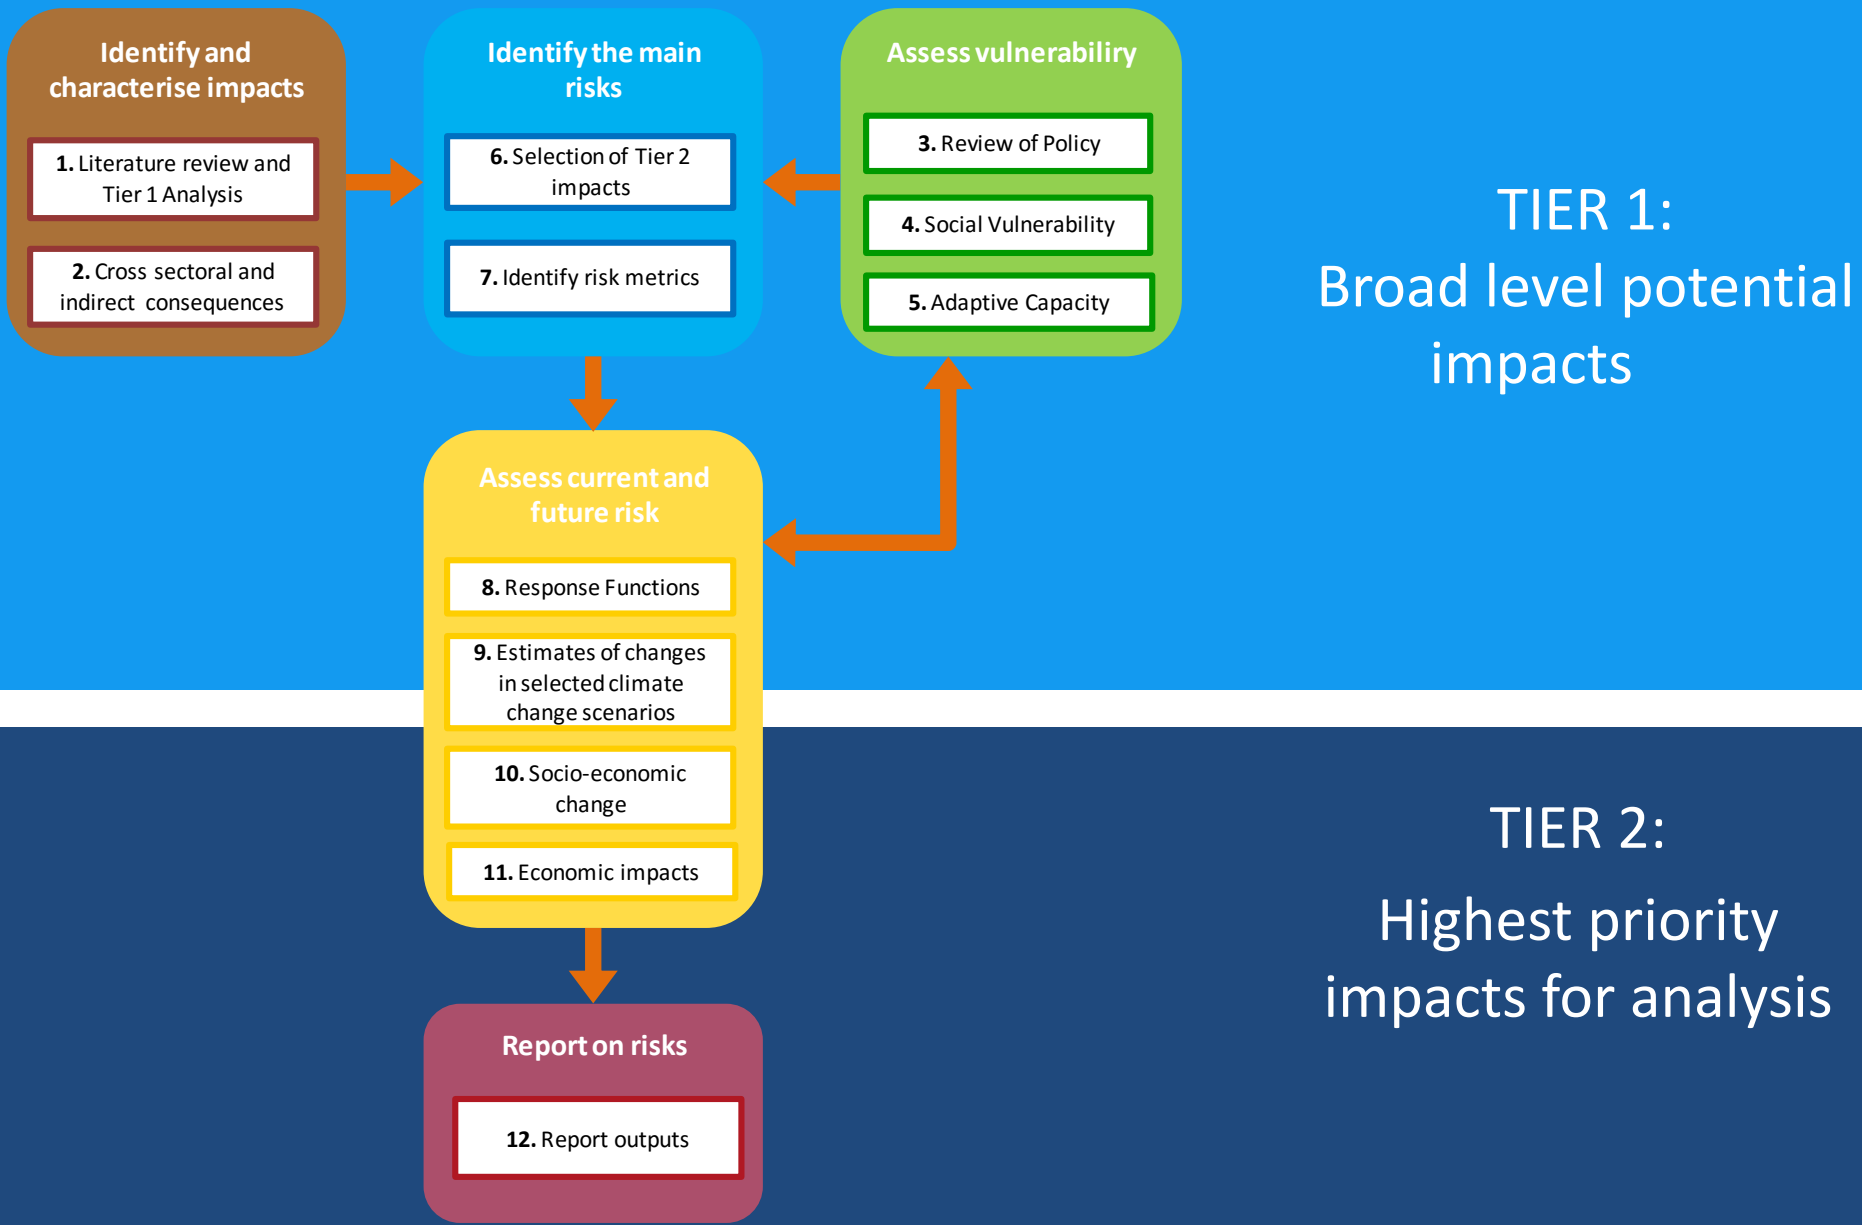 Identify and
characterise impacts
1. Literature review and
Tier 1 Analysis
2. Cross sectoral and
indirect consequences
Identify the main
risks
6. Selection of Tier 2
impacts
7. Identify risk metrics
Assess vulnerabiliry
3. Review of Policy
4. Social Vulnerability
5. Adaptive Capacity
TIER 1:
Broad level potential
impacts
Assess current and
future risk
8. Response Functions
9. Estimates of changes
in selected climate
change scenarios
10. Socio-economic
change
11. Economic impacts
TIER 2:
Highest priority
impacts for analysis
Report on risks
12. Report outputs